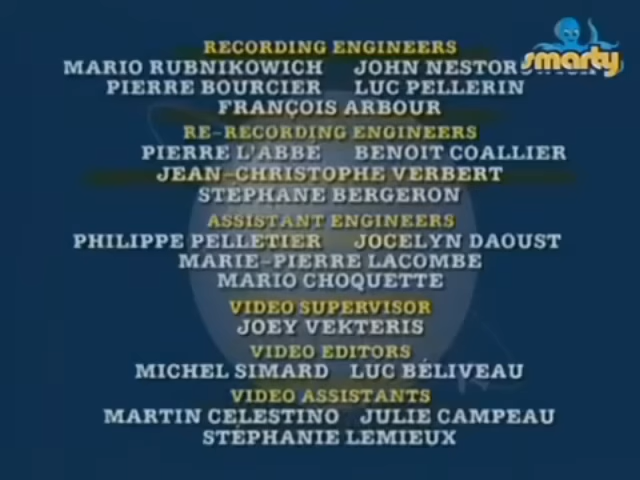 RECORDING ENGINEERS
smarty
MARIO RUBNIKOWICH JOHN
PIERRE BOURCIER LUC PELLERIN
FRANÇOIS ARBOUR
RE-RECORDING ENGINEERS
PIERRE L'ABBÉ BENOIT COALLIER
JEAN-CHRISTOPHE VERBERT
STÉPHANE BERGERON
ASSISTANT ENGINEERS
PHILIPPE PELLETIER JOCELYN DAOUST
MARIE-PIERRE LACOMBE
MARIO CHOQUETTE
VIDEO SUPERVISOR
JOEY VEKTERIS
VIDEO EDITORS
MICHEL SIMARD LUC BÉLIVEAU
VIDEO ASSISTANTS
MARTIN CELESTINO JULIE CAMPEAU
STÉPHANIE LEMIEUX